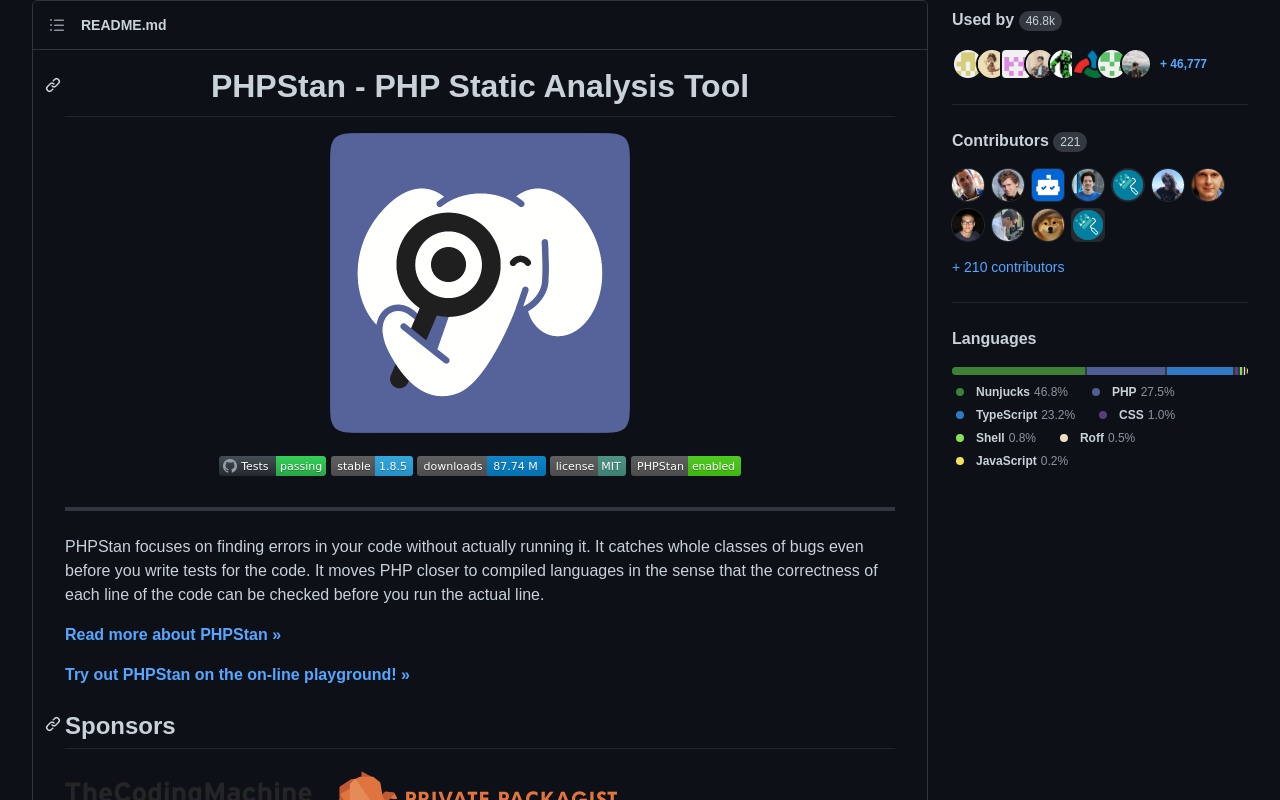 README.md
PHPStan - PHP Static Analysis Tool
Tests passing
stable 1.8.5
downloads 87.74 M
license MIT
PHPStan enabled
PHPStan focuses on finding errors in your code without actually running it. It catches whole classes of bugs even
before you write tests for the code. It moves PHP closer to compiled languages in the sense that the correctness of
each line of the code can be checked before you run the actual line.
Read more about PHPStan »
Try out PHPStan on the on-line playground! »
Sponsors
TheCodingMachine
PRIVATE PACKAGIST
Used by 46.8k
+ 46,777
Contributors 221
+ 210 contributors
Languages
Nunjucks 46.8%
PHP 27.5%
TypeScript 23.2%
CSS 1.0%
Shell 0.8%
Roff 0.5%
JavaScript 0.2%